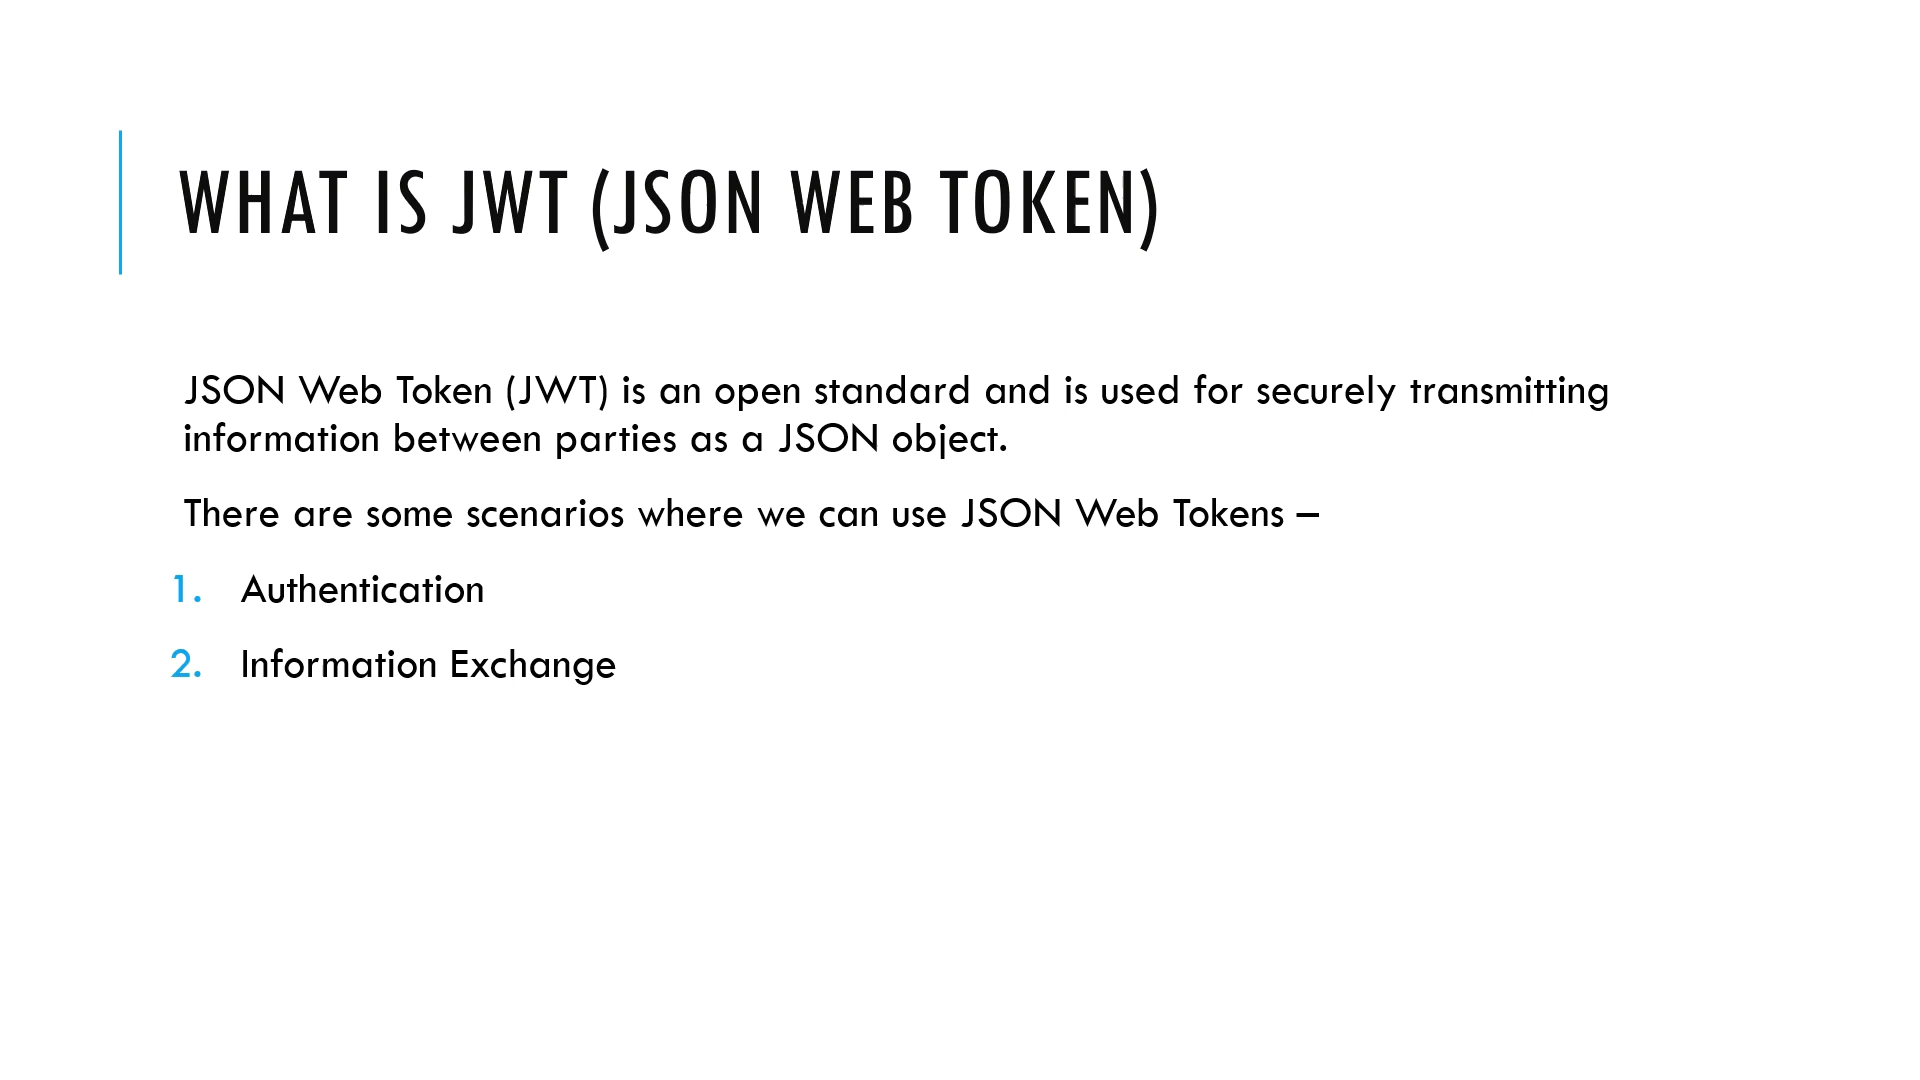 WHAT IS JWT (JSON WEB TOKEN)
JSON Web Token (JWT) is an open standard and is used for securely transmitting
information between parties as a JSON object.
There are some scenarios where we can use JSON Web Tokens –
1. Authentication
2. Information Exchange